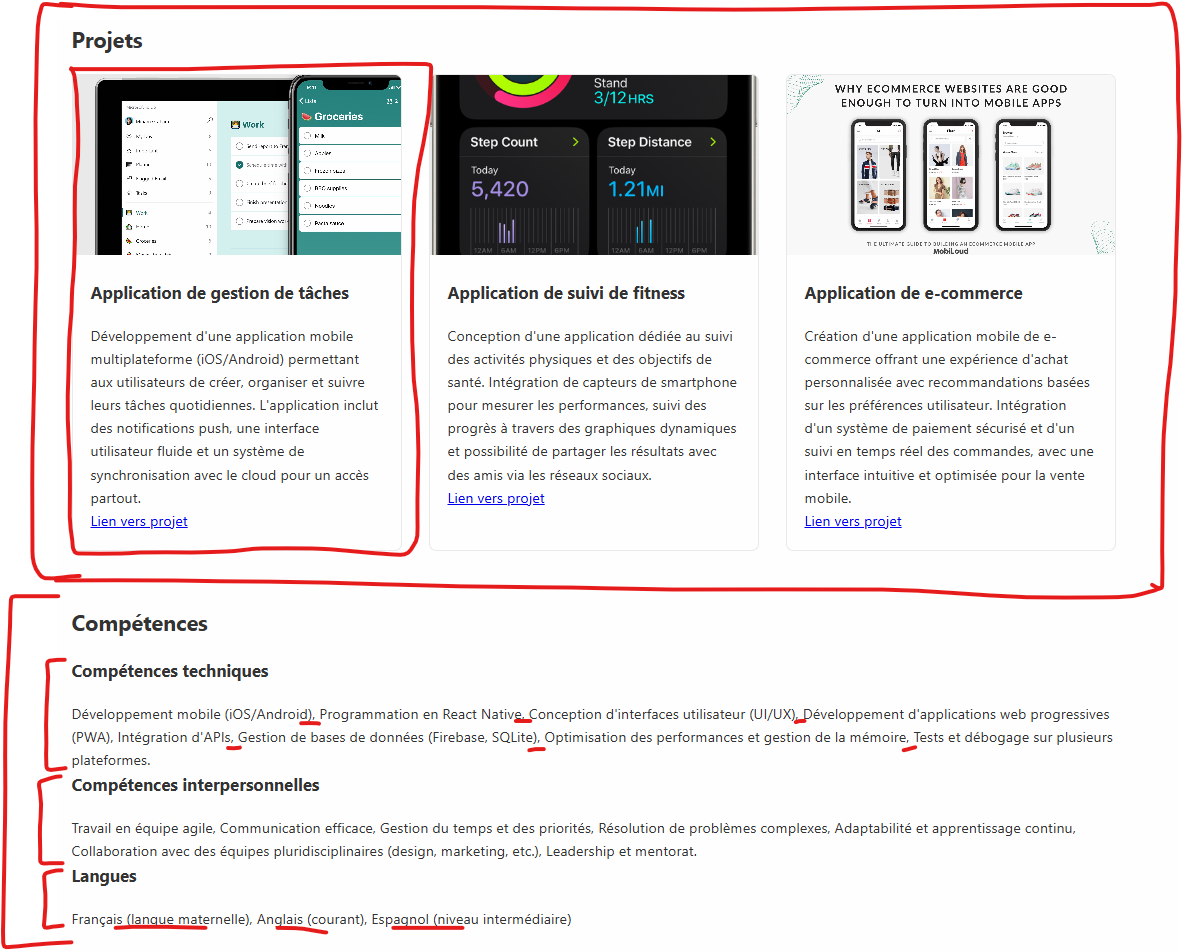 Projets
Work
Groceries
Milk
Apples
Noodles
Pasta sauce
Work
Groceries
Stand
3/12HRS
Step Count
Step Distance
Today
Today
5,420
1.21MI
12AM 6AM 12PM 6PM
12AM 6AM 12PM 6PM
WHY ECOMMERCE WEBSITES ARE GOOD
ENOUGH TO TURN INTO MOBILE APPS
THE ULTIMATE GUIDE TO BUILDING AN ECOMMERCE MOBILE APP
MobiLoud
Application de gestion de tâches
Développement d'une application mobile
multiplateforme (iOS/Android) permettant
aux utilisateurs de créer, organiser et suivre
leurs tâches quotidiennes. L'application inclut
des notifications push, une interface
utilisateur fluide et un système de
synchronisation avec le cloud pour un accès
partout.
Lien vers projet
Application de suivi de fitness
Conception d'une application dédiée au suivi
des activités physiques et des objectifs de
santé. Intégration de capteurs de smartphone
pour mesurer les performances, suivi des
progrès à travers des graphiques dynamiques
et possibilité de partager les résultats avec
des amis via les réseaux sociaux.
Lien vers projet
Application de e-commerce
Création d'une application mobile de e-
commerce offrant une expérience d'achat
personnalisée avec recommandations basées
sur les préférences utilisateur. Intégration
d'un système de paiement sécurisé et d'un
suivi en temps réel des commandes, avec une
interface intuitive et optimisée pour la vente
mobile.
Lien vers projet
Compétences
Compétences techniques
Développement mobile (iOS/Android), Programmation en React Native, Conception d'interfaces utilisateur (UI/UX), Développement d'applications web progressives
(PWA), Intégration d'APIs, Gestion de bases de données (Firebase, SQLite), Optimisation des performances et gestion de la mémoire, Tests et débogage sur plusieurs
plateformes.
Compétences interpersonnelles
Travail en équipe agile, Communication efficace, Gestion du temps et des priorités, Résolution de problèmes complexes, Adaptabilité et apprentissage continu,
Collaboration avec des équipes pluridisciplinaires (design, marketing, etc.), Leadership et mentorat.
Langues
Français (langue maternelle), Anglais (courant), Espagnol (niveau intermédiaire)